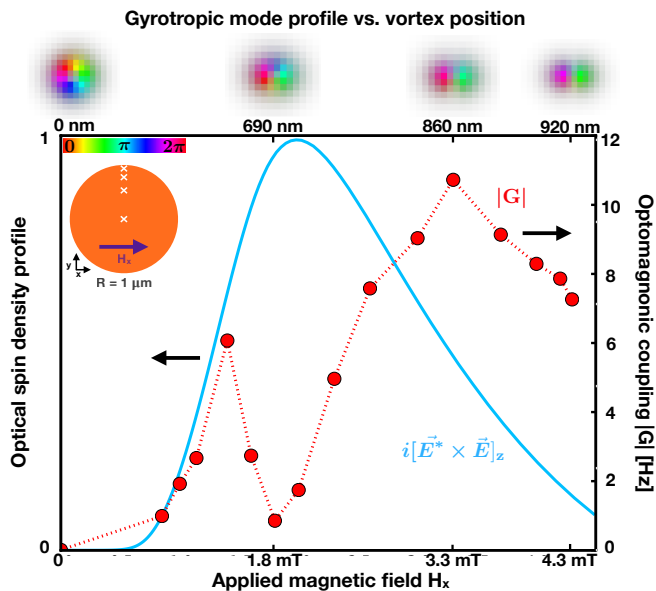 Gyrotropic mode profile vs. vortex position
0 nm 690 nm 860 nm 920 nm
1 12
0 π 2π
|G|
10
8
6
4
2
0 0
y
x
Hₓ
R = 1 μm
i[E⃗* × E⃗]z
Optical spin density profile
Optomagnonic coupling |G| [Hz]
1.8 mT 3.3 mT 4.3 mT
Applied magnetic field Hₓ